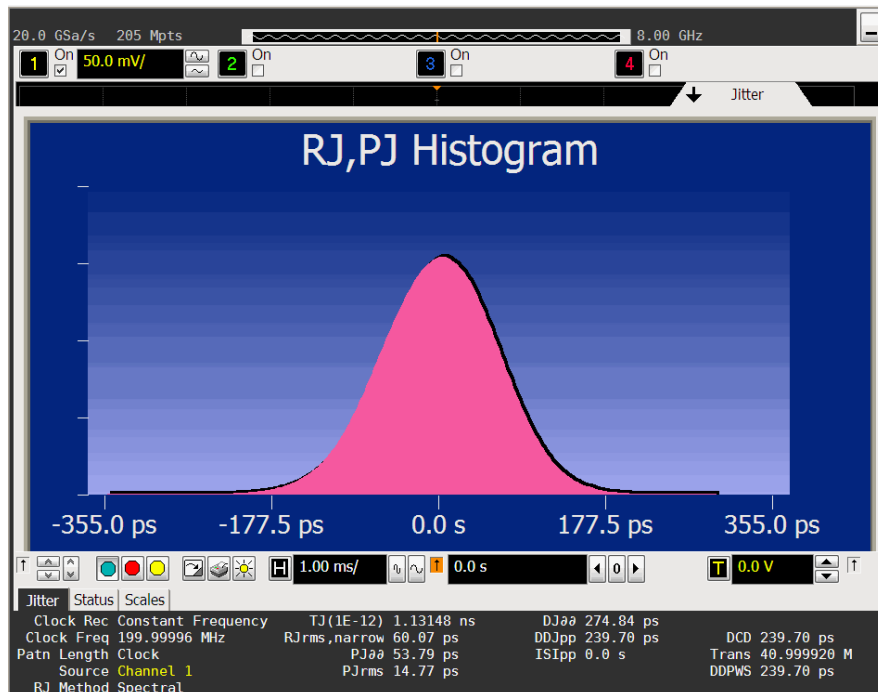 20.0 GSa/s 205 Mpts 8.00 GHz
1 On 50.0 mV/ 2 On 3 On 4 On
Jitter
RJ,PJ Histogram
-355.0 ps -177.5 ps 0.0 s 177.5 ps 355.0 ps
H 1.00 ms/ 0.0 s 0 T 0.0 V
Jitter Status Scales
Clock Rec Constant Frequency TJ(1E-12) 1.13148 ns DJ∂∂ 274.84 ps
Clock Freq 199.99996 MHz RJrms,narrow 60.07 ps DDJpp 239.70 ps DCD 239.70 ps
Patn Length Clock PJ∂∂ 53.79 ps ISIpp 0.0 s Trans 40.999920 M
Source Channel 1 PJrms 14.77 ps DDPWS 239.70 ps
RJ Method Spectral